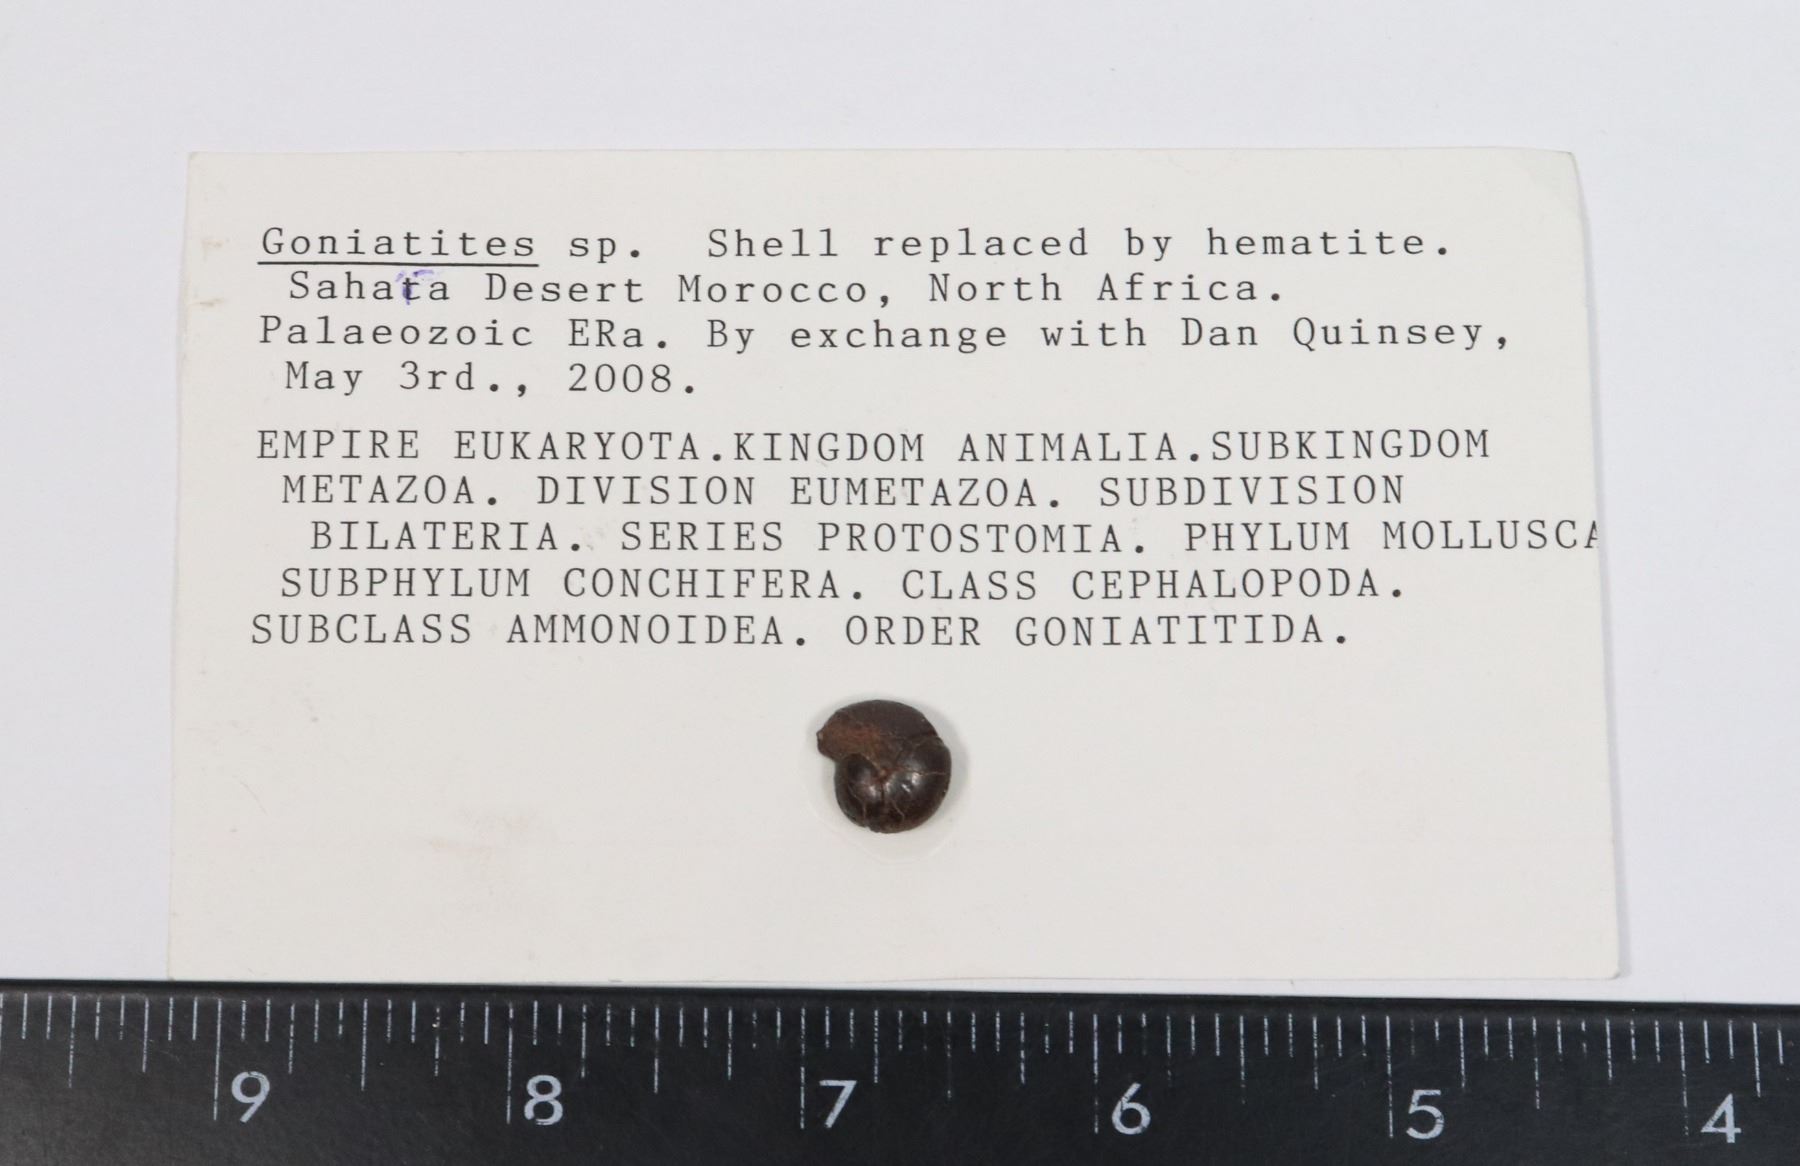 Goniatites sp. Shell replaced by hematite.
Sahara Desert Morocco, North Africa.
Palaeozoic ERa. By exchange with Dan Quinsey,
May 3rd., 2008.
EMPIRE EUKARYOTA.KINGDOM ANIMALIA.SUBKINGDOM
METAZOA. DIVISION EUMETAZOA. SUBDIVISION
BILATERIA. SERIES PROTOSTOMIA. PHYLUM MOLLUSCA
SUBPHYLUM CONCHIFERA. CLASS CEPHALOPODA.
SUBCLASS AMMONOIDEA. ORDER GONIATITIDA.
9 8 7 6 5 4